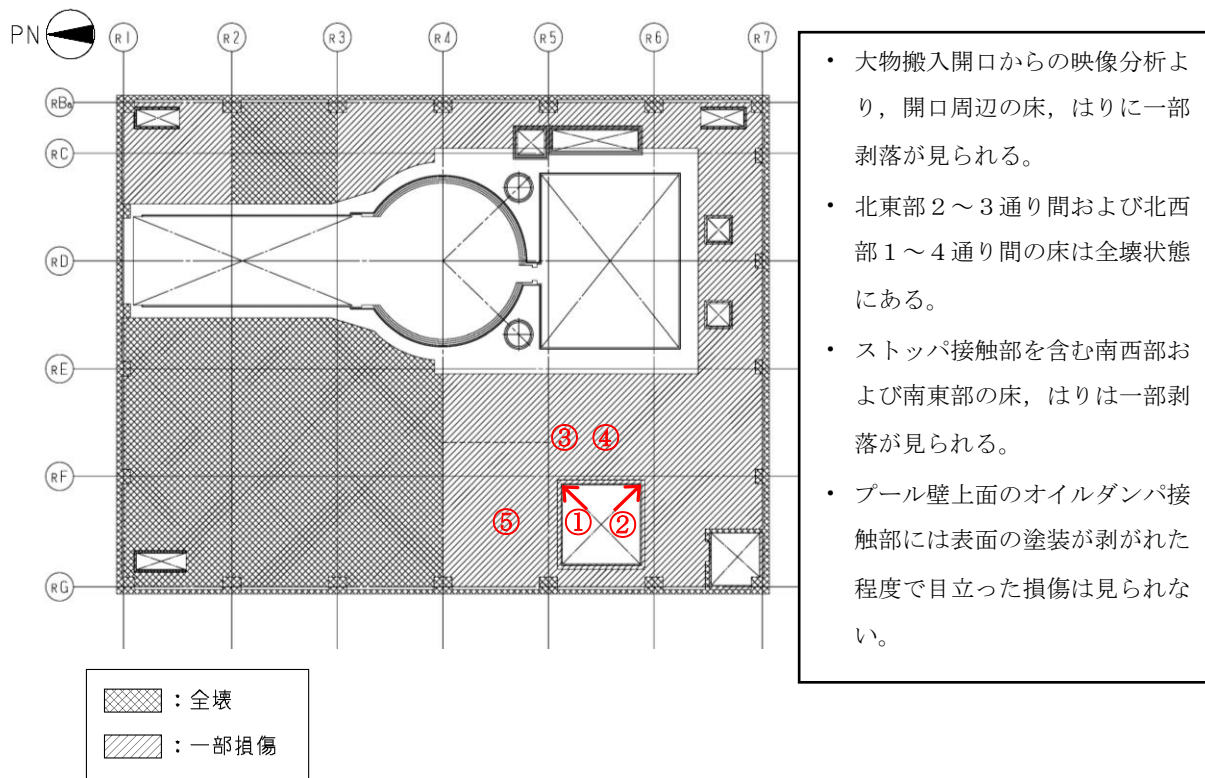 PN
R1 R2 R3 R4 R5 R6 R7
RBa
RC
RD
RE
RF
RG
③ ④
① ②
⑤
：全壊
：一部損傷
・ 大物搬入開口からの映像分析よ
り，開口周辺の床，はりに一部
剥落が見られる。
・ 北東部２～３通り間および北西
部１～４通り間の床は全壊状態
にある。
・ ストッパ接触部を含む南西部お
よび南東部の床，はりは一部剥
落が見られる。
・ プール壁上面のオイルダンパ接
触部には表面の塗装が剥がれた
程度で目立った損傷は見られな
い。